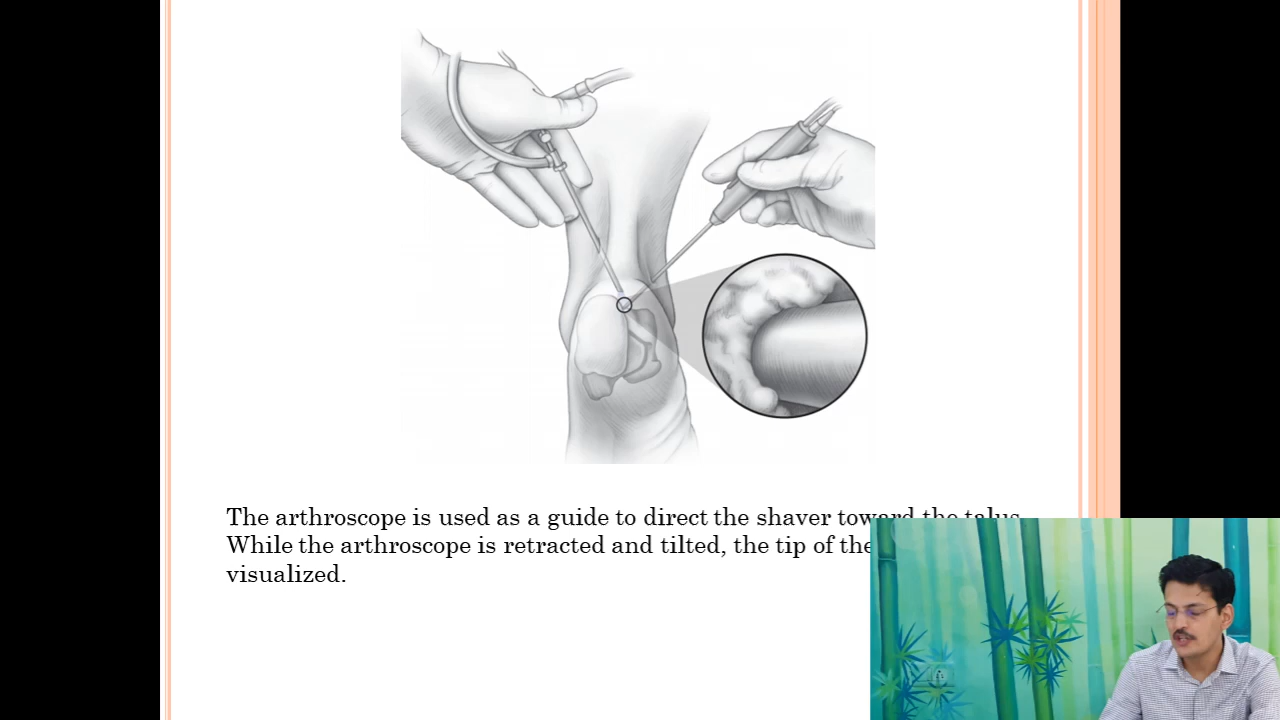 The arthroscope is used as a guide to direct the shaver toward the talus.
While the arthroscope is retracted and tilted, the tip of the
visualized.